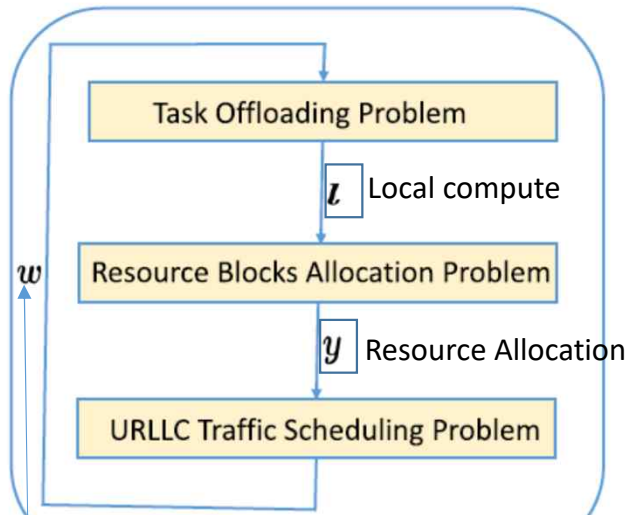 Task Offloading Problem
l Local compute
w
Resource Blocks Allocation Problem
y Resource Allocation
URLLC Traffic Scheduling Problem